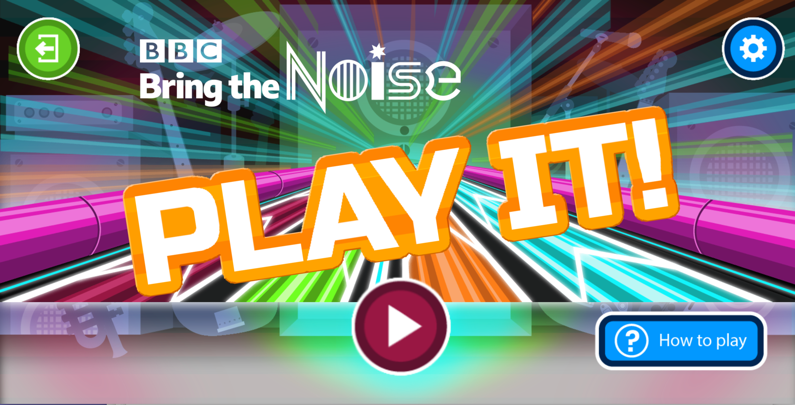 BBC
Bring the NOISE
PLAY IT!
? How to play